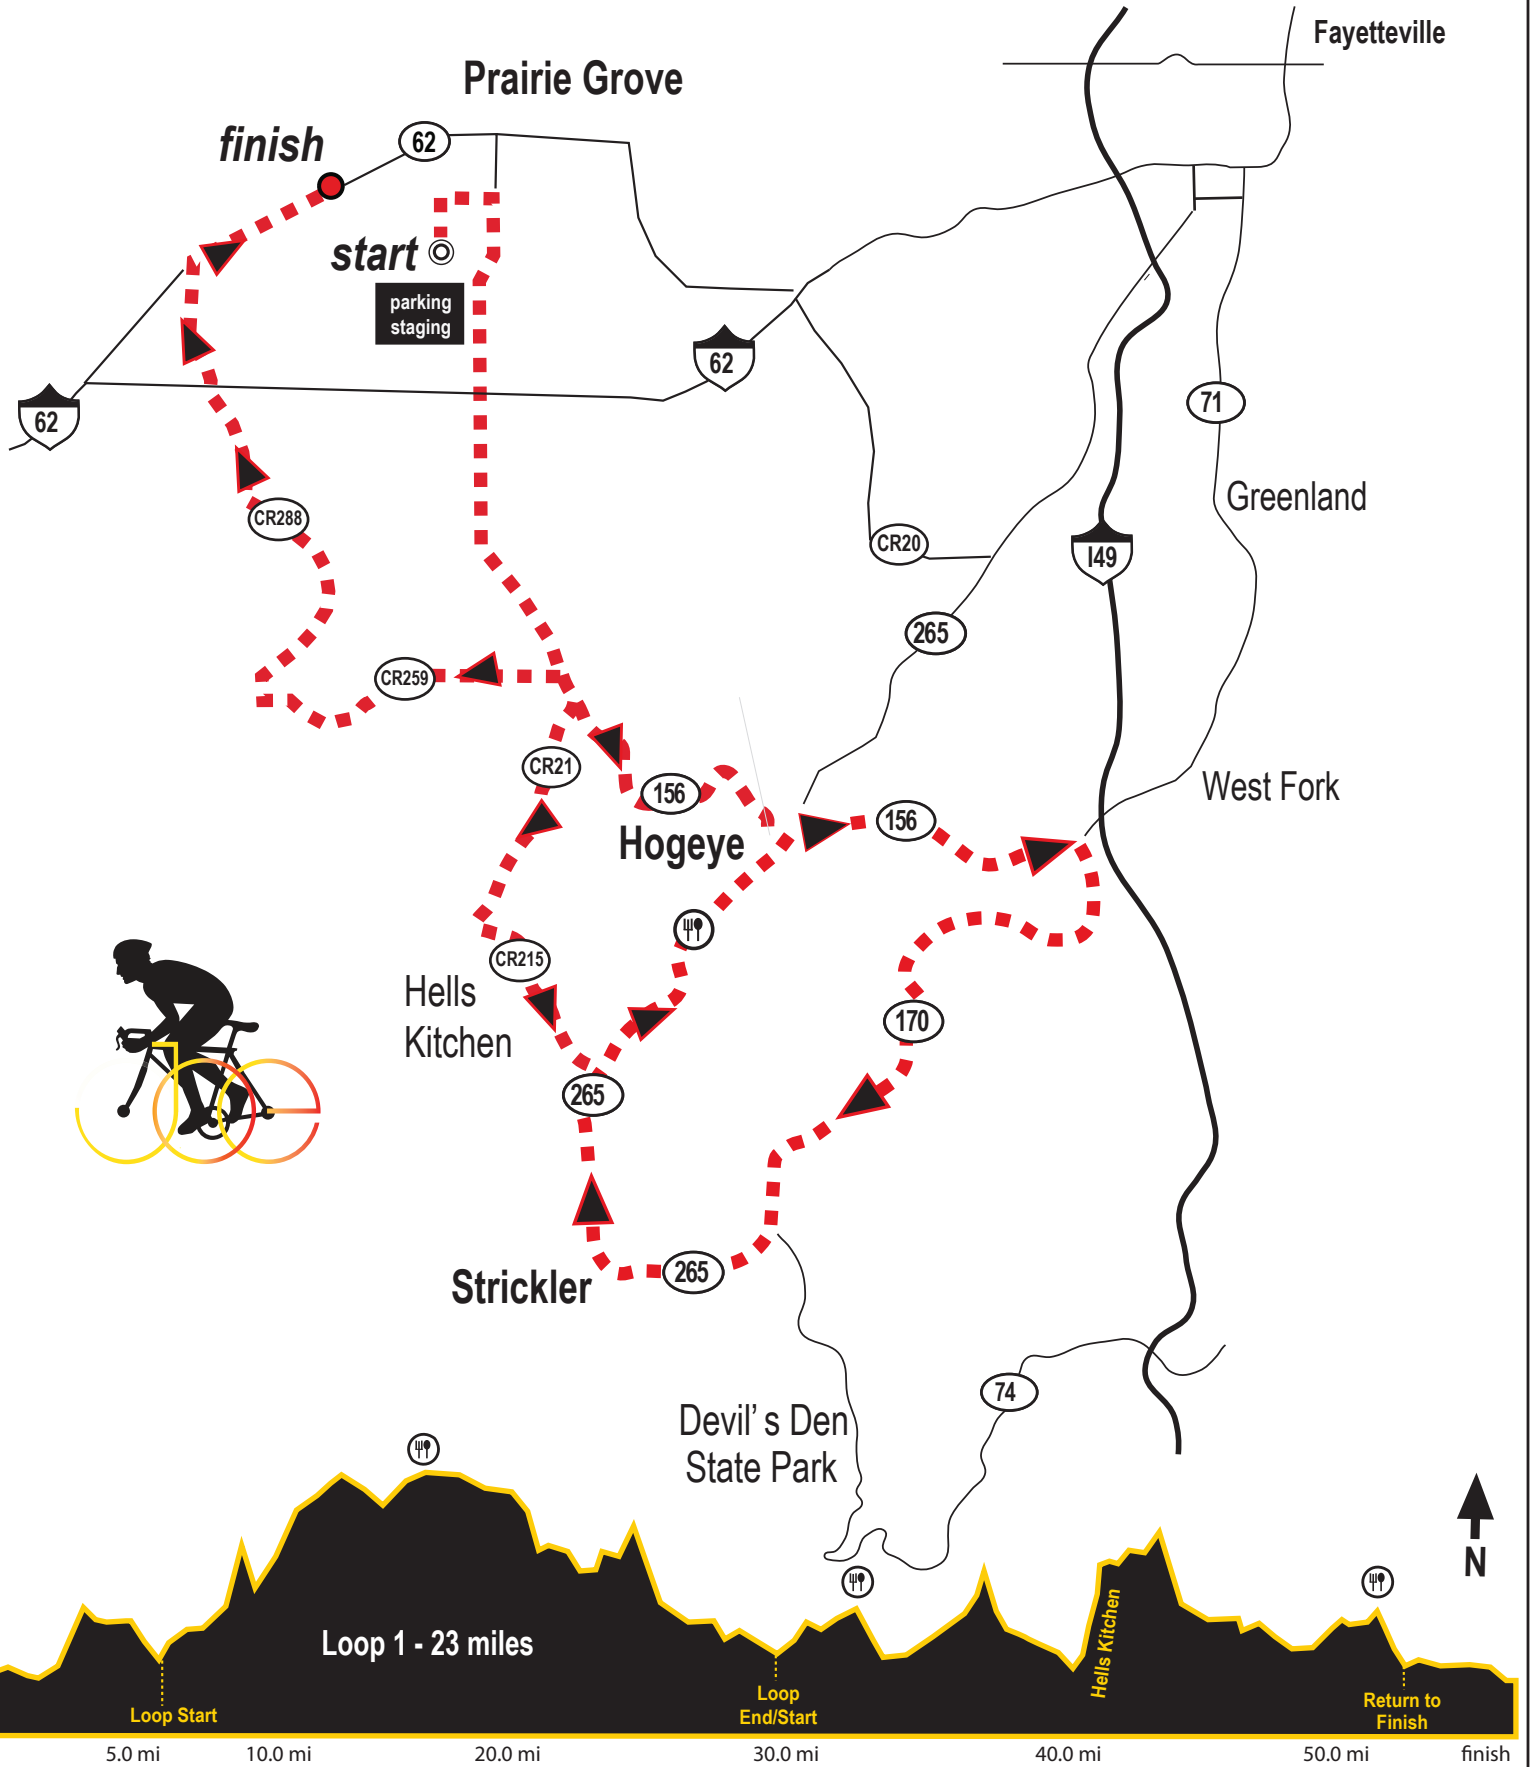 Fayetteville
Prairie Grove
finish
62
start
parking
staging
62
62
71
Greenland
CR288
CR20
I49
265
CR259
CR21
156
West Fork
156
Hogeye
CR215
Hells
Kitchen
170
265
265
Strickler
74
Devil' s Den
State Park
N
Hells Kitchen
Loop 1 - 23 miles
Loop Start
Loop
End/Start
Return to
Finish
5.0 mi
10.0 mi
20.0 mi
30.0 mi
40.0 mi
50.0 mi
finish